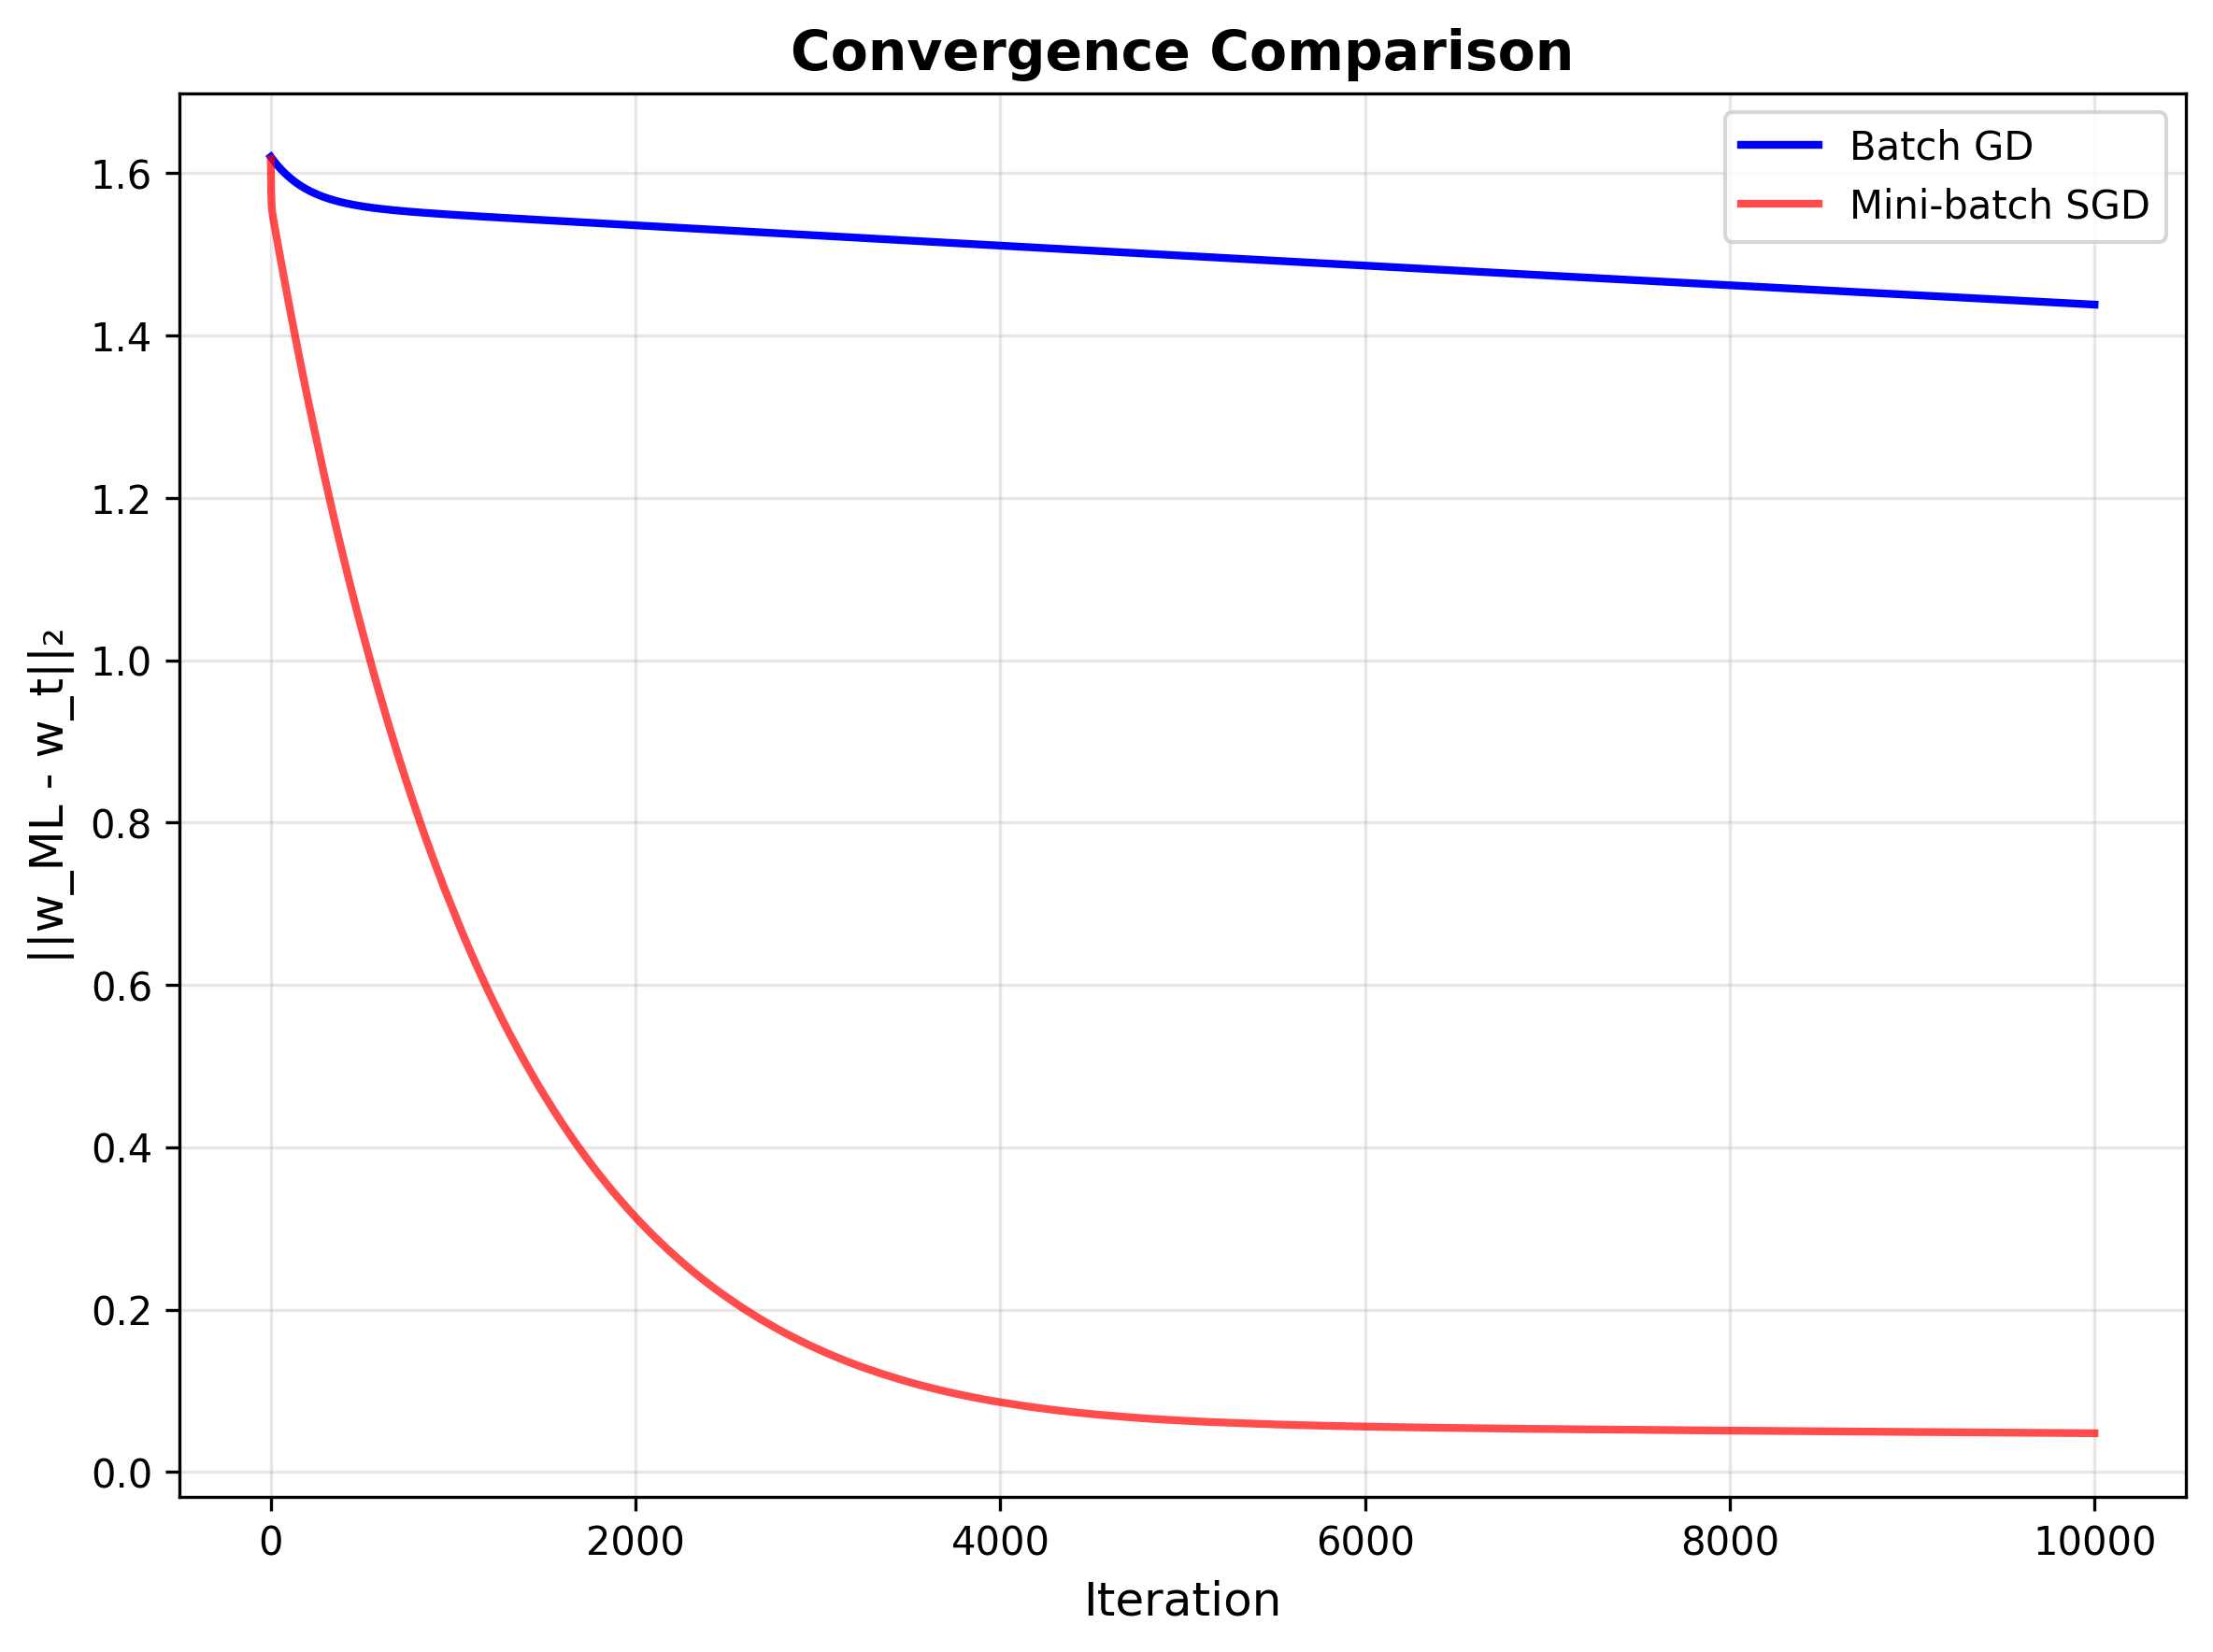 Convergence Comparison
Batch GD
Mini-batch SGD
||w_ML - w_t||₂
1.6
1.4
1.2
1.0
0.8
0.6
0.4
0.2
0.0
0 2000 4000 6000 8000 10000
Iteration